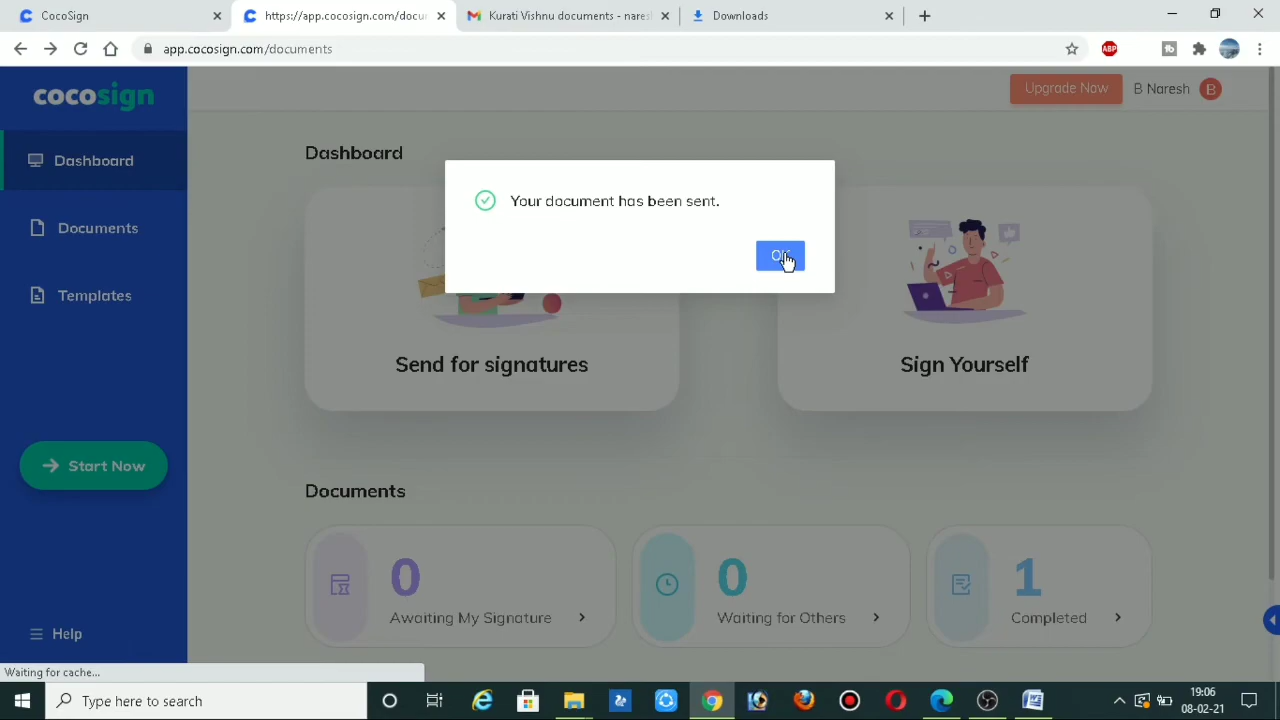 CocoSign
https://app.cocosign.com/docu
Kurati Vishnu documents - nares
Downloads
app.cocosign.com/documents
ABP
cocosign
Upgrade Now
B Naresh
B
Dashboard
Documents
Templates
Start Now
Help
Dashboard
Your document has been sent.
OK
Send for signatures
Sign Yourself
Documents
0
Awaiting My Signature
0
Waiting for Others
1
Completed
Waiting for cache...
Type here to search
19:06
08-02-21